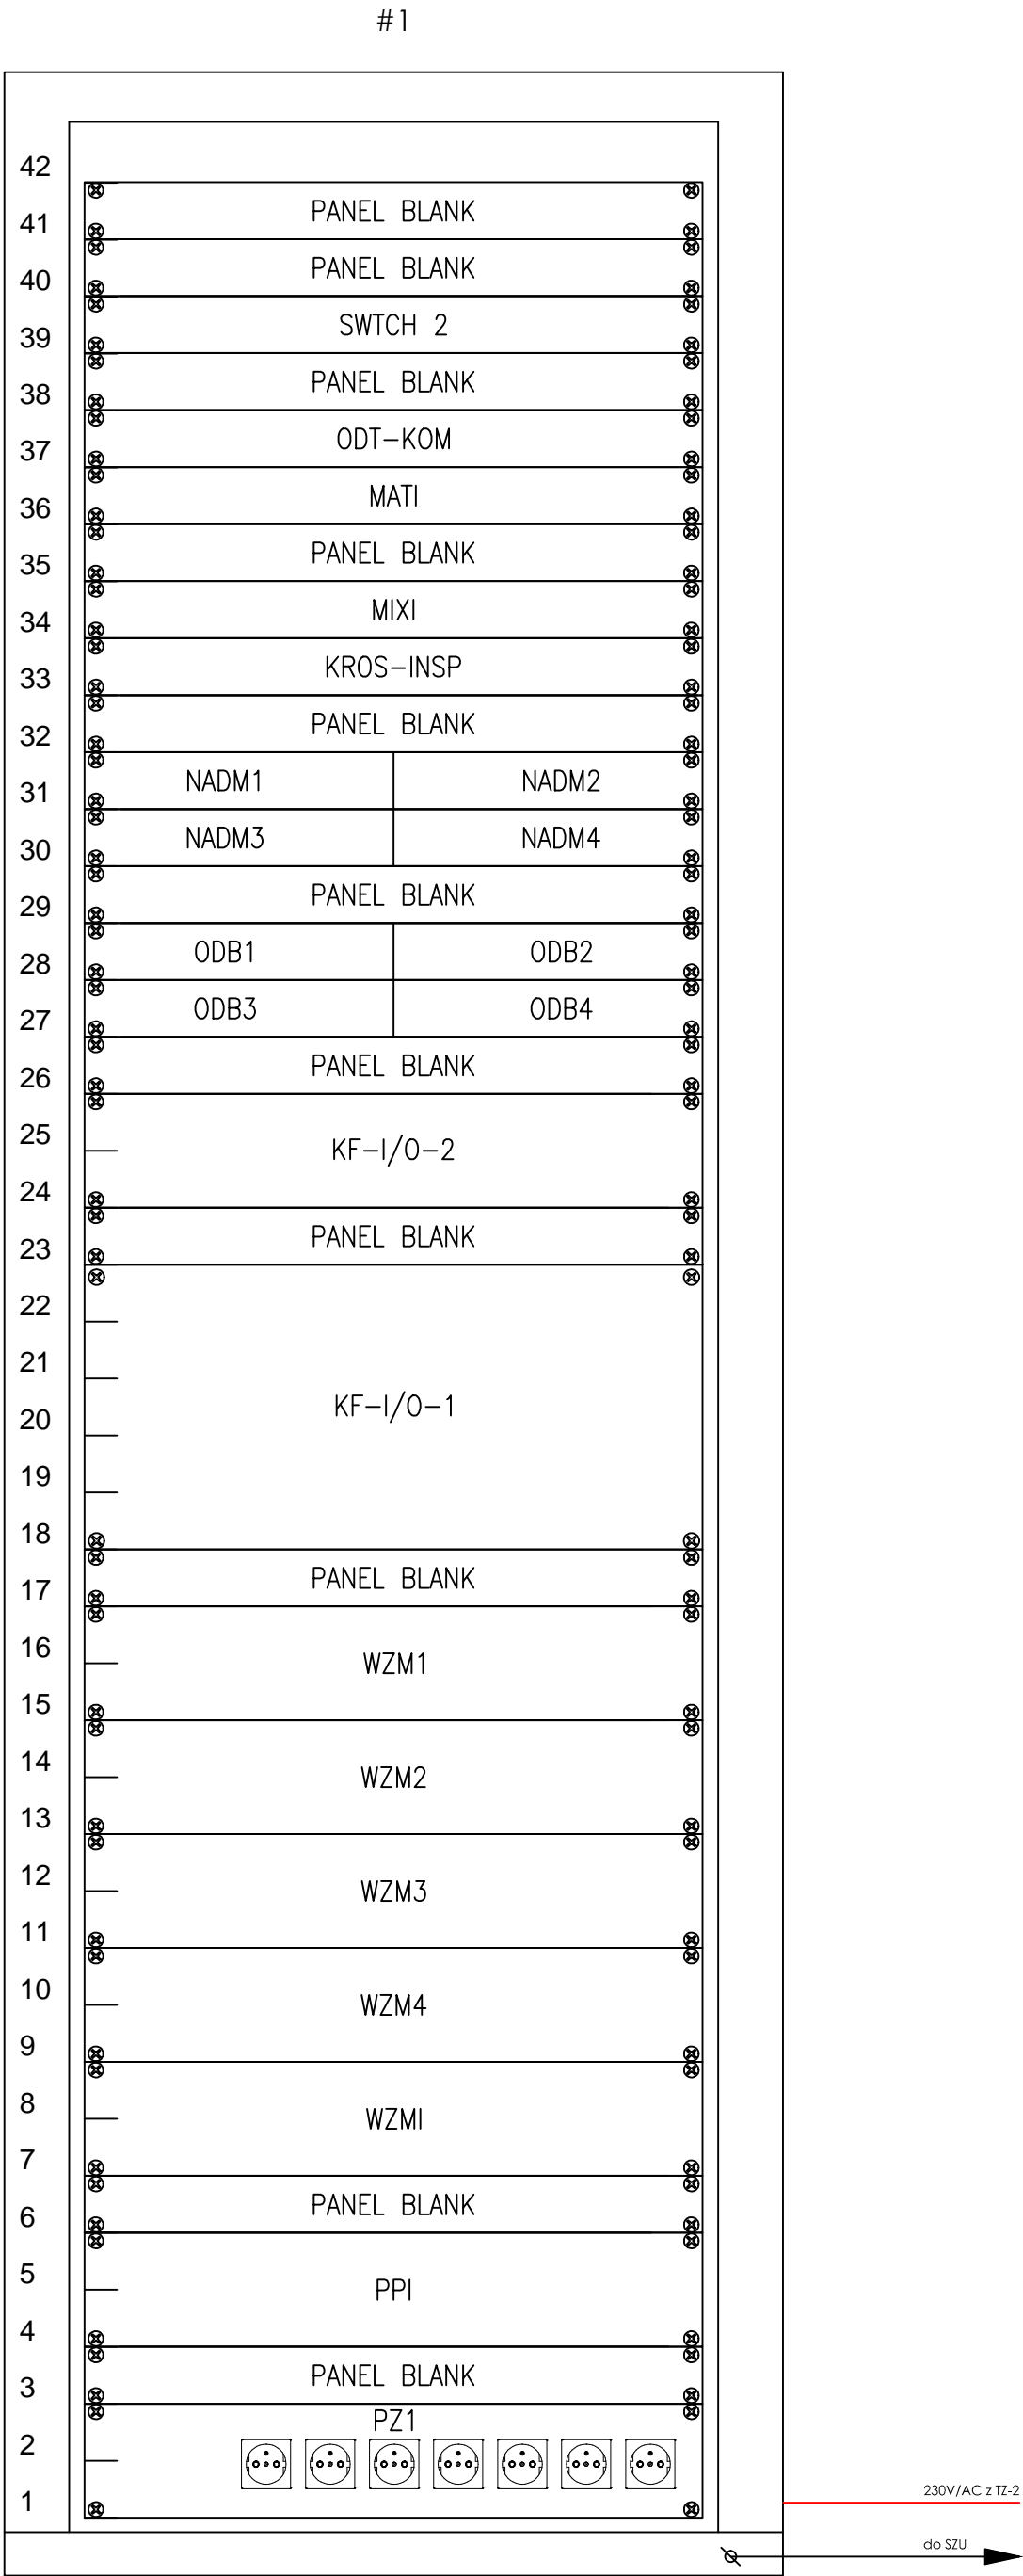 #1
42
PANEL BLANK
41
PANEL BLANK
40
SWTCH 2
39
PANEL BLANK
38
ODT-KOM
37
MATI
36
PANEL BLANK
35
MIXI
34
KROS-INSP
33
PANEL BLANK
32
NADM1 NADM2
31
NADM3 NADM4
30
PANEL BLANK
29
ODB1 ODB2
28
ODB3 ODB4
27
PANEL BLANK
26
25
KF-I/O-2
24
PANEL BLANK
23
22
21
KF-I/O-1
20
19
18
PANEL BLANK
17
16
WZM1
15
14
WZM2
13
12
WZM3
11
10
WZM4
9
8
WZMI
7
PANEL BLANK
6
5
PPI
4
PANEL BLANK
3
PZ1
2
1
230V/AC z TZ-2
do SZU